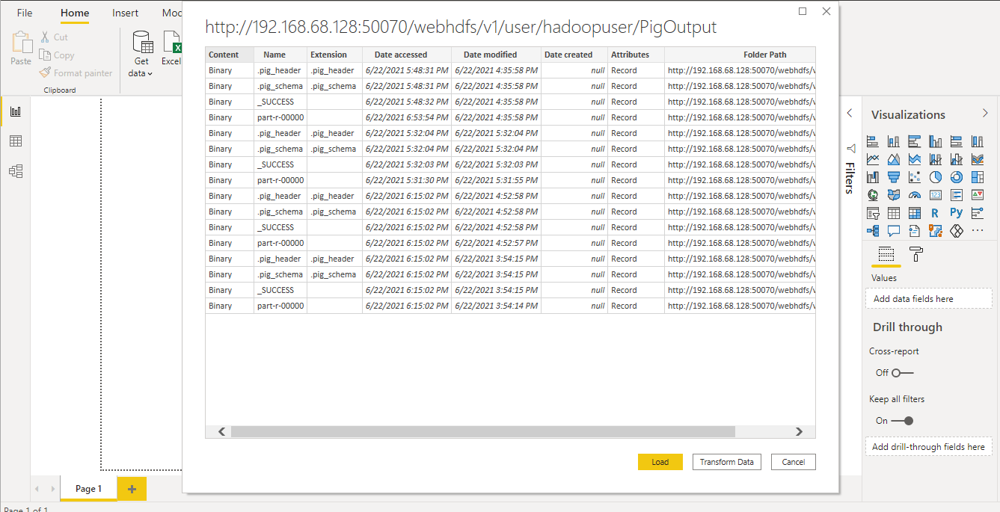 File Home Insert Mod
http://192.168.68.128:50070/webhdfs/v1/user/hadoopuser/PigOutput
Paste
Cut
Copy
Format painter
Clipboard
Get data
Excel
Content Name Extension Date accessed Date modified Date created Attributes Folder Path
Binary .pig_header .pig_header 6/22/2021 5:48:31 PM 6/22/2021 4:35:58 PM null Record http://192.168.68.128:50070/webhdfs/v
Binary .pig_schema .pig_schema 6/22/2021 5:48:31 PM 6/22/2021 4:35:58 PM null Record http://192.168.68.128:50070/webhdfs/v
Binary _SUCCESS 6/22/2021 5:48:32 PM 6/22/2021 4:35:58 PM null Record http://192.168.68.128:50070/webhdfs/v
Binary part-r-00000 6/22/2021 6:53:54 PM 6/22/2021 4:35:58 PM null Record http://192.168.68.128:50070/webhdfs/v
Binary .pig_header .pig_header 6/22/2021 5:32:04 PM 6/22/2021 5:32:04 PM null Record http://192.168.68.128:50070/webhdfs/v
Binary .pig_schema .pig_schema 6/22/2021 5:32:04 PM 6/22/2021 5:32:04 PM null Record http://192.168.68.128:50070/webhdfs/v
Binary _SUCCESS 6/22/2021 5:32:03 PM 6/22/2021 5:32:03 PM null Record http://192.168.68.128:50070/webhdfs/v
Binary part-r-00000 6/22/2021 5:31:30 PM 6/22/2021 5:31:55 PM null Record http://192.168.68.128:50070/webhdfs/v
Binary .pig_header .pig_header 6/22/2021 6:15:02 PM 6/22/2021 4:52:58 PM null Record http://192.168.68.128:50070/webhdfs/v
Binary .pig_schema .pig_schema 6/22/2021 6:15:02 PM 6/22/2021 4:52:58 PM null Record http://192.168.68.128:50070/webhdfs/v
Binary _SUCCESS 6/22/2021 6:15:02 PM 6/22/2021 4:52:58 PM null Record http://192.168.68.128:50070/webhdfs/v
Binary part-r-00000 6/22/2021 6:15:02 PM 6/22/2021 4:52:57 PM null Record http://192.168.68.128:50070/webhdfs/v
Binary .pig_header .pig_header 6/22/2021 6:15:02 PM 6/22/2021 3:54:15 PM null Record http://192.168.68.128:50070/webhdfs/v
Binary .pig_schema .pig_schema 6/22/2021 6:15:02 PM 6/22/2021 3:54:15 PM null Record http://192.168.68.128:50070/webhdfs/v
Binary _SUCCESS 6/22/2021 6:15:02 PM 6/22/2021 3:54:15 PM null Record http://192.168.68.128:50070/webhdfs/v
Binary part-r-00000 6/22/2021 6:15:02 PM 6/22/2021 3:54:14 PM null Record http://192.168.68.128:50070/webhdfs/v
Load Transform Data Cancel
Filters
Visualizations
123
R Py
Values
Add data fields here
Drill through
Cross-report
Off
Keep all filters
On
Add drill-through fields here
Page 1
Page 1 of 1